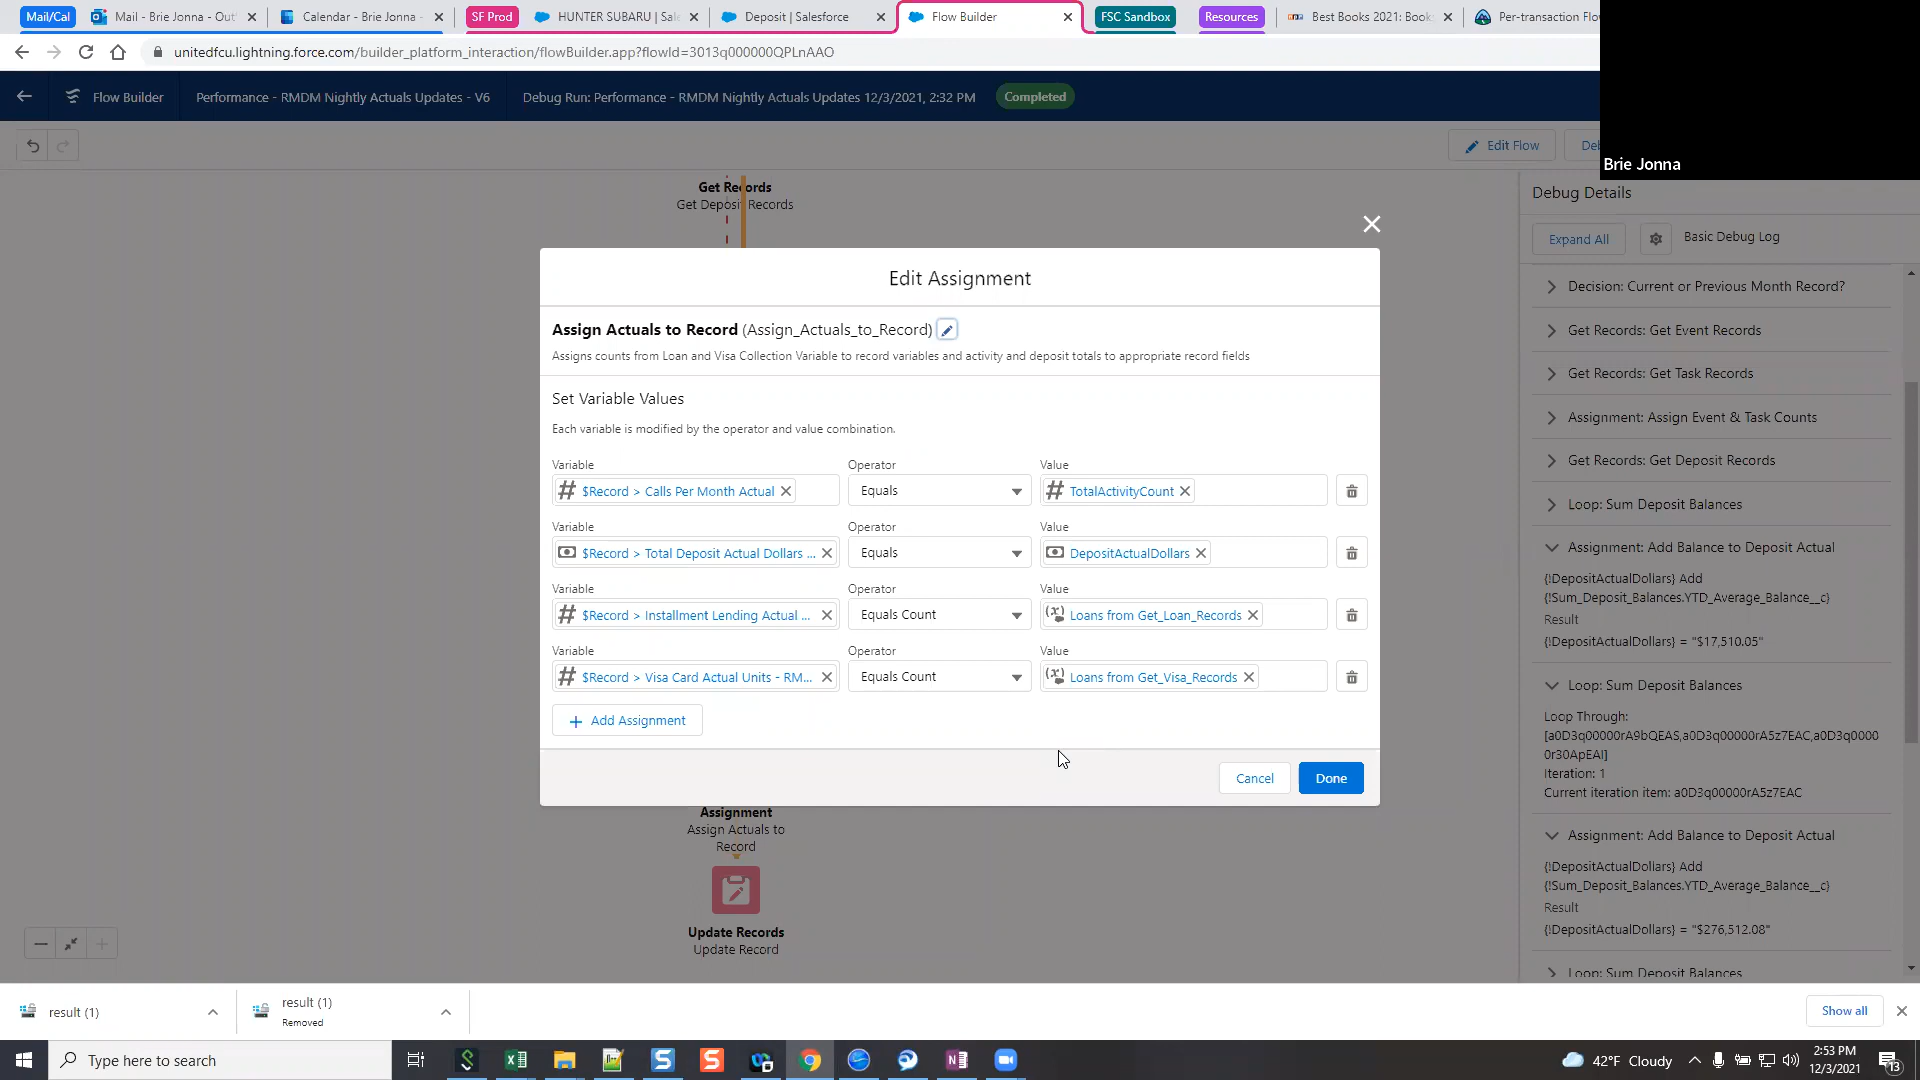 Mail/Cal
Mail - Brie Jonna - Out
Calendar - Brie Jonna -
SF Prod
HUNTER SUBARU | Sale
Deposit | Salesforce
Flow Builder
FSC Sandbox
Resources
Best Books 2021: Book
Per-transaction Flo
unitedfcu.lightning.force.com/builder_platform_interaction/flowBuilder.app?flowId=3013q000000QPLnAAO
Flow Builder
Performance - RMDM Nightly Actuals Updates - V6
Debug Run: Performance - RMDM Nightly Actuals Updates 12/3/2021, 2:32 PM
Completed
Edit Flow
De
Brie Jonna
Get Records
Get Deposit Records
Edit Assignment
Assign Actuals to Record (Assign_Actuals_to_Record)
Assigns counts from Loan and Visa Collection Variable to record variables and activity and deposit totals to appropriate record fields
Set Variable Values
Each variable is modified by the operator and value combination.
Variable Operator Value
$Record > Calls Per Month Actual Equals TotalActivityCount
Variable Operator Value
$Record > Total Deposit Actual Dollars ... Equals DepositActualDollars
Variable Operator Value
$Record > Installment Lending Actual ... Equals Count Loans from Get_Loan_Records
Variable Operator Value
$Record > Visa Card Actual Units - RM... Equals Count Loans from Get_Visa_Records
+ Add Assignment
Cancel
Done
Assignment
Assign Actuals to
Record
Update Records
Update Record
Debug Details
Expand All
Basic Debug Log
Decision: Current or Previous Month Record?
Get Records: Get Event Records
Get Records: Get Task Records
Assignment: Assign Event & Task Counts
Get Records: Get Deposit Records
Loop: Sum Deposit Balances
Assignment: Add Balance to Deposit Actual
{!DepositActualDollars} Add
{!Sum_Deposit_Balances.YTD_Average_Balance__c}
Result
{!DepositActualDollars} = "$17,510.05"
Loop: Sum Deposit Balances
Loop Through:
[a0D3q00000rA9bQEAS,a0D3q00000rA5z7EAC,a0D3q0000
0r30ApEAI]
Iteration: 1
Current iteration item: a0D3q00000rA5z7EAC
Assignment: Add Balance to Deposit Actual
{!DepositActualDollars} Add
{!Sum_Deposit_Balances.YTD_Average_Balance__c}
Result
{!DepositActualDollars} = "$276,512.08"
Loop: Sum Deposit Balances
result (1)
result (1)
Removed
Show all
Type here to search
42°F Cloudy
2:53 PM
12/3/2021
13